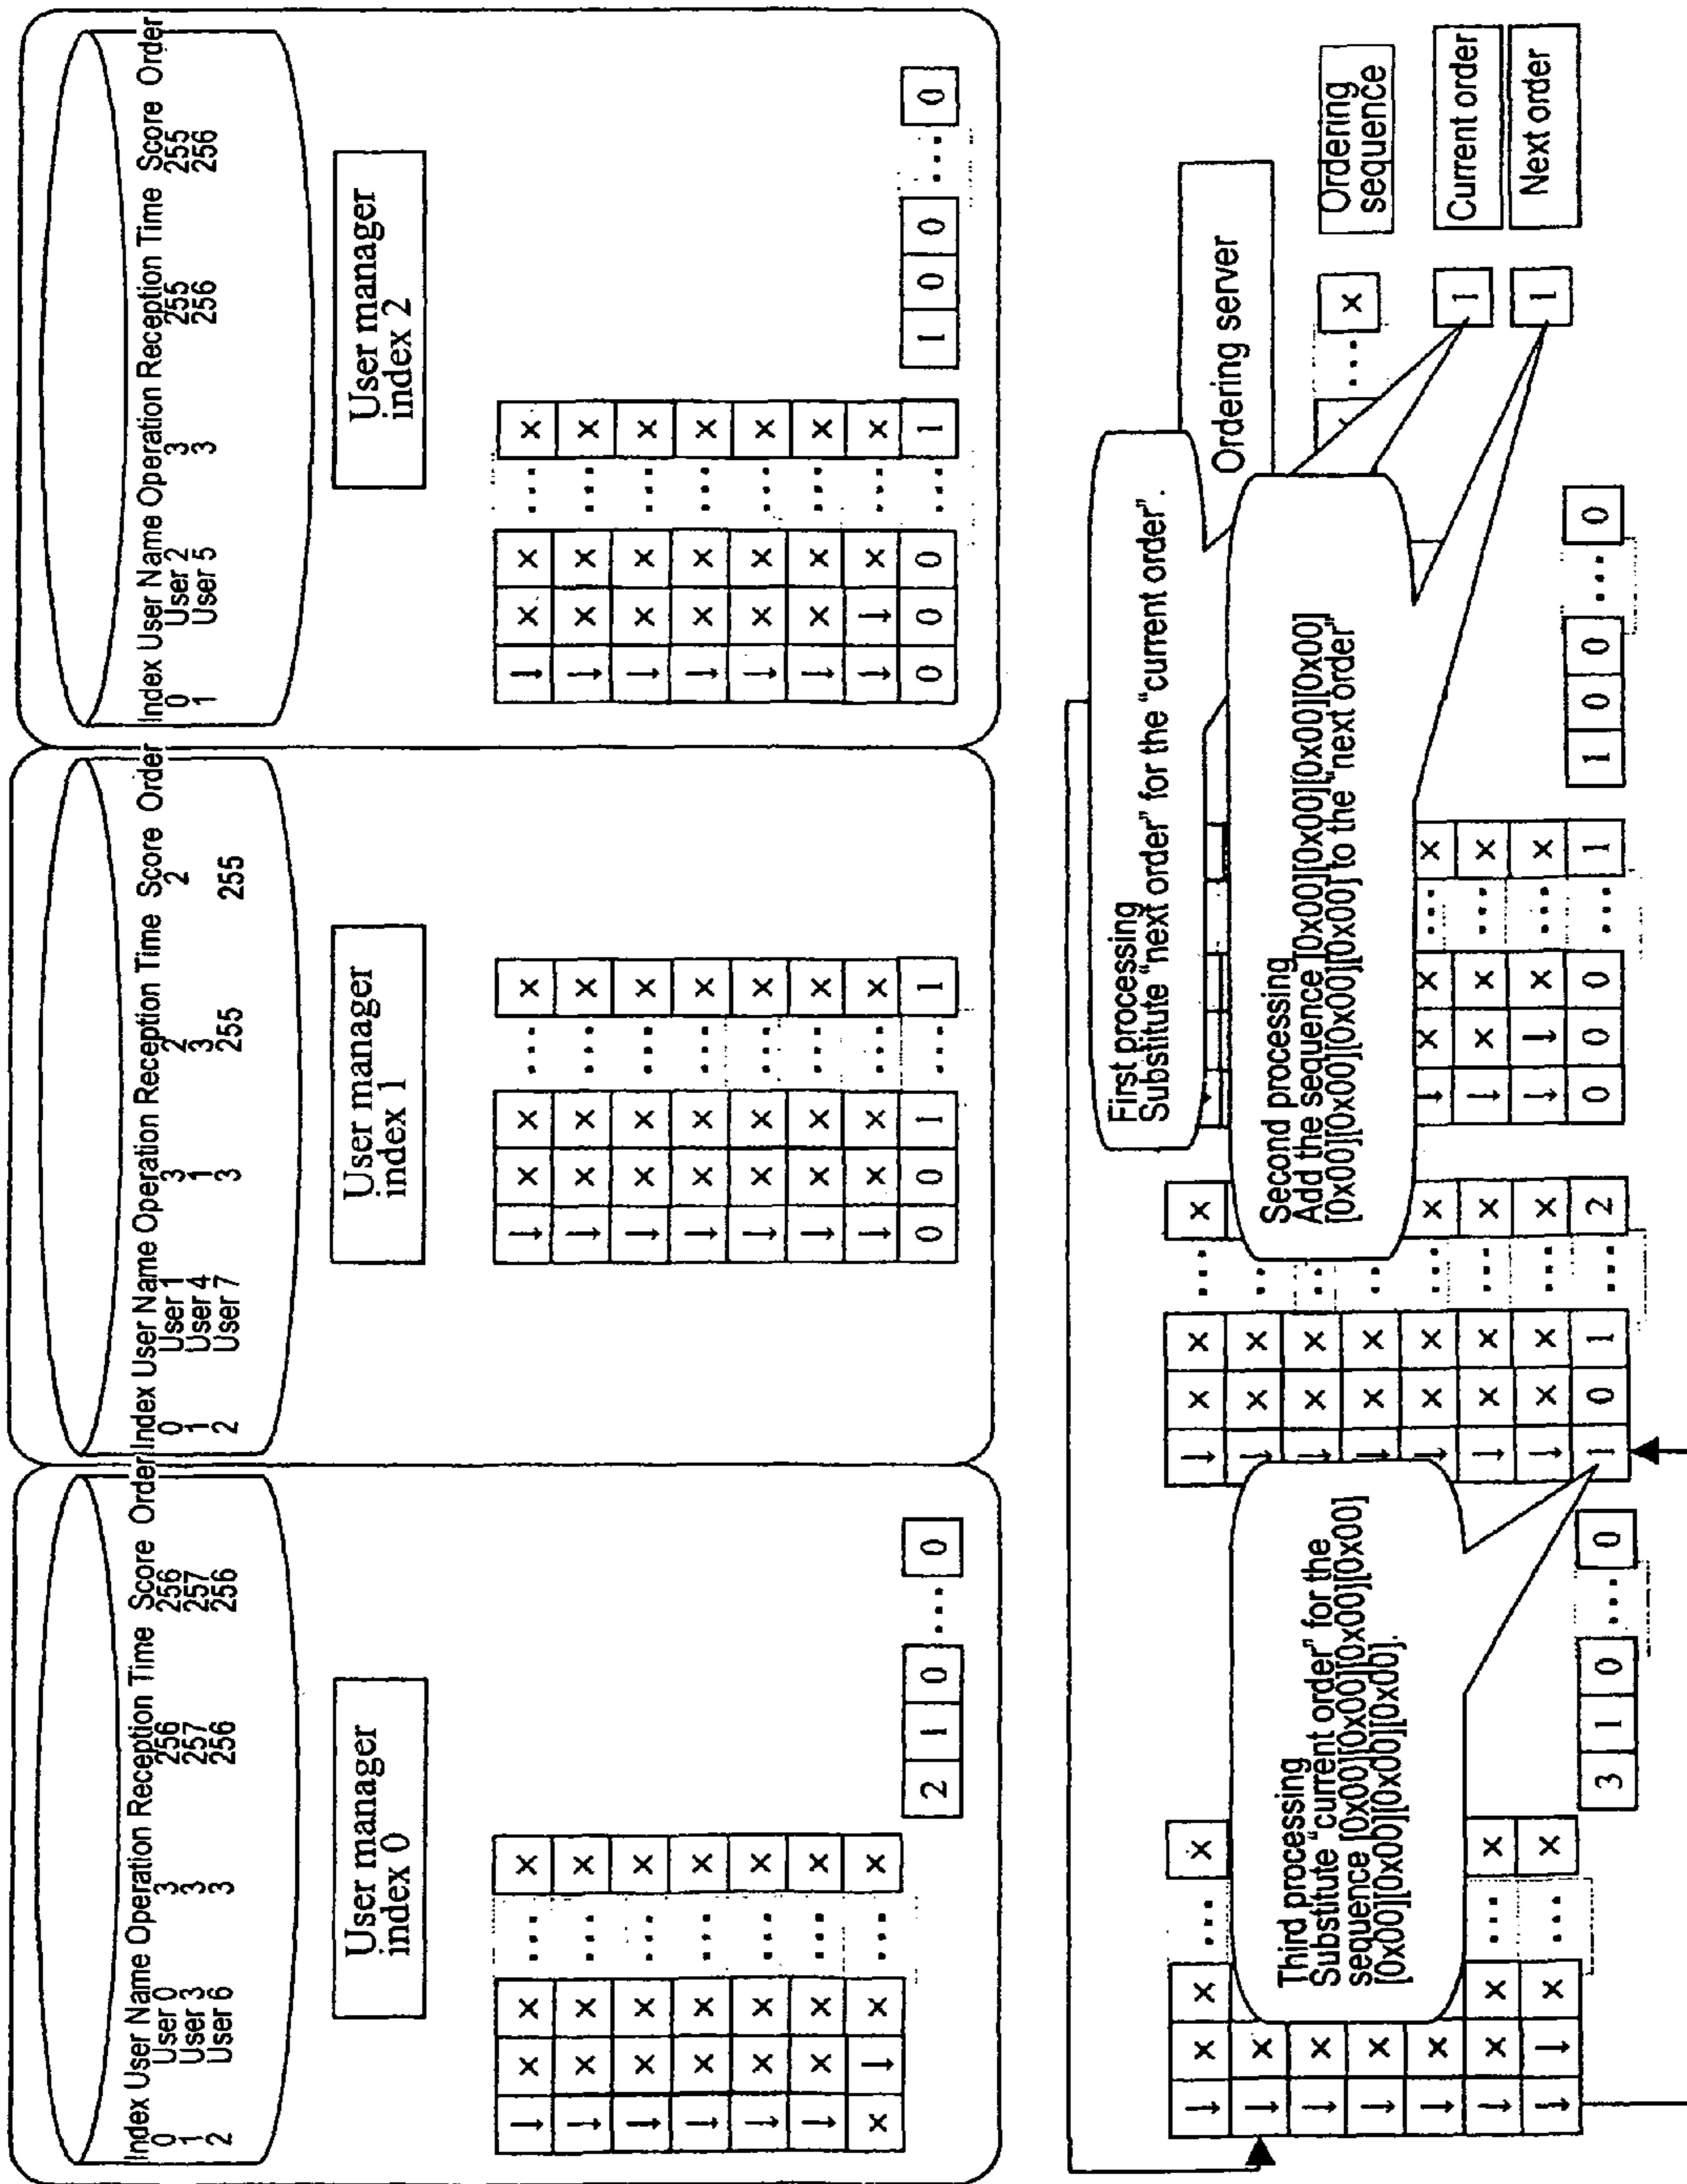 Index User Name Operation Reception Time Score Order
0 User 0 3 256 256
1 User 3 3 257 257
2 User 6 3 256 256
User manager
index 0
↓ × × ... ×
↓ × × ... ×
↓ × × ... ×
↓ × × ... ×
↓ × × ... ×
↓ × × ... ×
× ↓ × ... ×
2 1 0 ... 0
Index User Name Operation Reception Time Score Order
0 User 1 3 2 2
1 User 4 1 3
2 User 7 3 255 255
User manager
index 1
↓ × × ... ×
↓ × × ... ×
↓ × × ... ×
↓ × × ... ×
↓ × × ... ×
↓ × × ... ×
↓ × × ... ×
0 0 1 ... 1
Index User Name Operation Reception Time Score Order
0 User 2 3 255 255
1 User 5 3 256 256
User manager
index 2
↓ × × ... ×
↓ × × ... ×
↓ × × ... ×
↓ × × ... ×
↓ × × ... ×
↓ × × ... ×
↓ ↓ × ... ×
0 0 0 ... 1
1 0 0 ... 0
First processing
Substitute "next order" for the "current order".
Ordering server
Second processing
Add the sequence [0x00][0x00][0x00][0x00]
[0x00][0x00][0x00][0x00] to the "next order"
Third processing
Substitute "current order" for the
sequence [0x00][0x00][0x00][0x00]
[0x00][0x0b][0x0b][0x0b].
↓ × × ... ×
↓ ×
↓ ×
↓ ×
↓ ×
↓ × × ... ×
↓ ↓ × ... ×
3 1 0 ... 0
↓ × × ... ×
↓ × × ...
↓ × × ...
↓ × × ...
↓ × × ... ×
↓ × × ... ×
↓ × × ... ×
1 0 1 ... 2
↓ × × ... ×
↓ × × ... ×
↓ ↓ × ... ×
0 0 0 ... 1
1 0 0 ... 0
... ×
Ordering
sequence
1
Current order
1
Next order